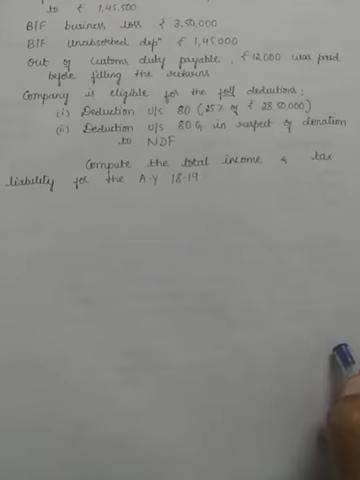 to ₹ 1,45,500
B/F business loss ₹ 3,50,000
B/F unabsorbed depn ₹ 1,45,000
Out of customs duty payable, ₹ 12,000 was paid
before filling the returns.
Company is eligible for the foll deductions:
(i) Deduction u/s 80 (25% of ₹ 28,50,000)
(ii) Deduction u/s 80 G in respect of donation
to NDF
Compute the total income & tax
liability for the A.Y 18-19.